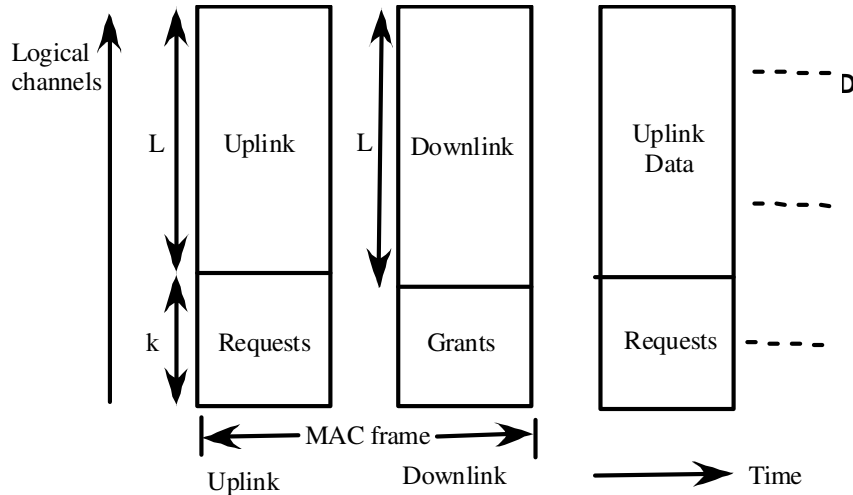 Logical
channels
L
Uplink
L
Downlink
Uplink
Data
D
k
Requests
Grants
Requests
MAC frame
Uplink
Downlink
Time